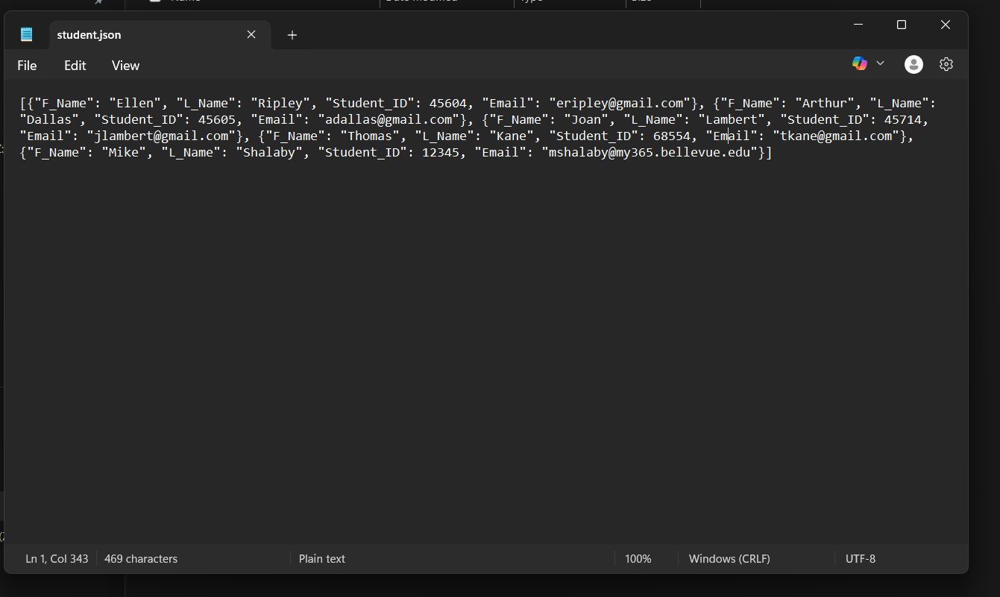 student.json
File Edit View
[{"F_Name": "Ellen", "L_Name": "Ripley", "Student_ID": 45604, "Email": "eripley@gmail.com"}, {"F_Name": "Arthur", "L_Name":
"Dallas", "Student_ID": 45605, "Email": "adallas@gmail.com"}, {"F_Name": "Joan", "L_Name": "Lambert", "Student_ID": 45714,
"Email": "jlambert@gmail.com"}, {"F_Name": "Thomas", "L_Name": "Kane", "Student_ID": 68554, "Email": "tkane@gmail.com"},
{"F_Name": "Mike", "L_Name": "Shalaby", "Student_ID": 12345, "Email": "mshalaby@my365.bellevue.edu"}]
Ln 1, Col 343 469 characters Plain text 100% Windows (CRLF) UTF-8